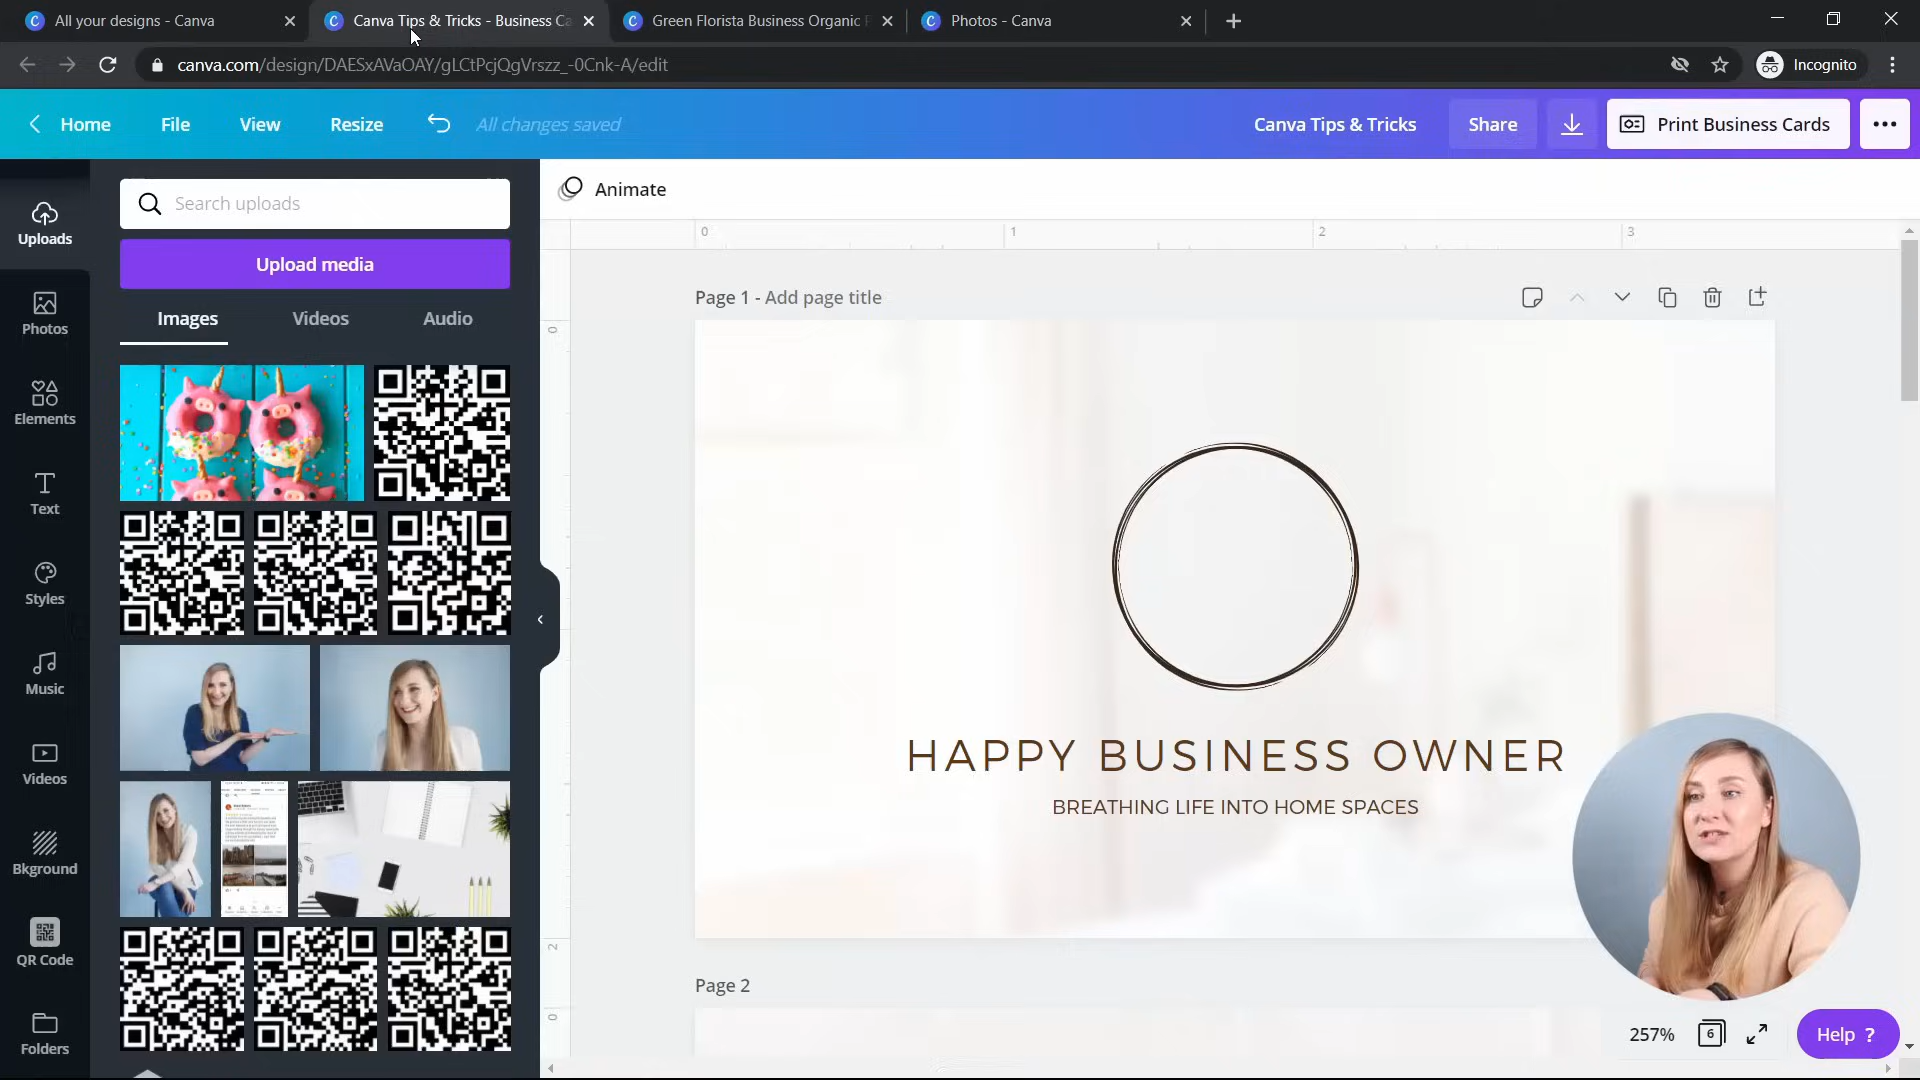 All your designs - Canva
Canva Tips & Tricks - Business Ca
Green Florista Business Organic F
Photos - Canva
canva.com/design/DAESxAVaOAY/gLCtPcjQgVrszz_-0Cnk-A/edit
Incognito
Home
File
View
Resize
All changes saved
Canva Tips & Tricks
Share
Print Business Cards
Uploads
Photos
Elements
Text
Styles
Music
Videos
Bkground
QR Code
Folders
Search uploads
Upload media
Images
Videos
Audio
Animate
0
1
2
3
0
2
0
Page 1 - Add page title
HAPPY BUSINESS OWNER
BREATHING LIFE INTO HOME SPACES
Page 2
257%
6
Help ?